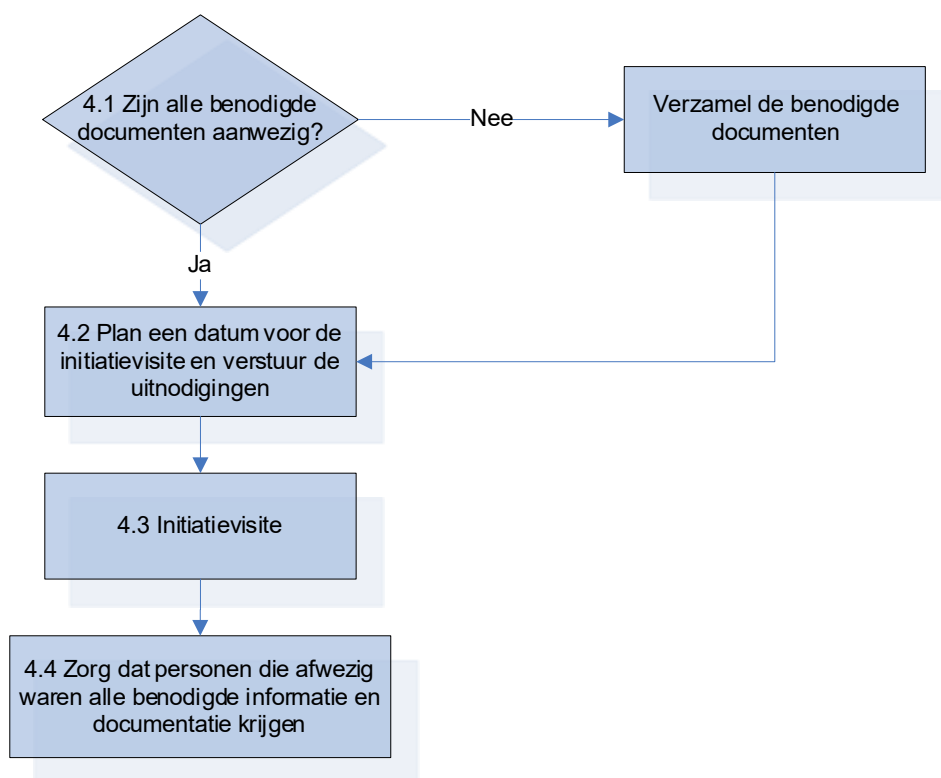 4.1 Zijn alle benodigde
documenten aanwezig?
Nee
Verzamel de benodigde
documenten
Ja
4.2 Plan een datum voor de
initiatievisite en verstuur de
uitnodigingen
4.3 Initiatievisite
4.4 Zorg dat personen die afwezig
waren alle benodigde informatie en
documentatie krijgen